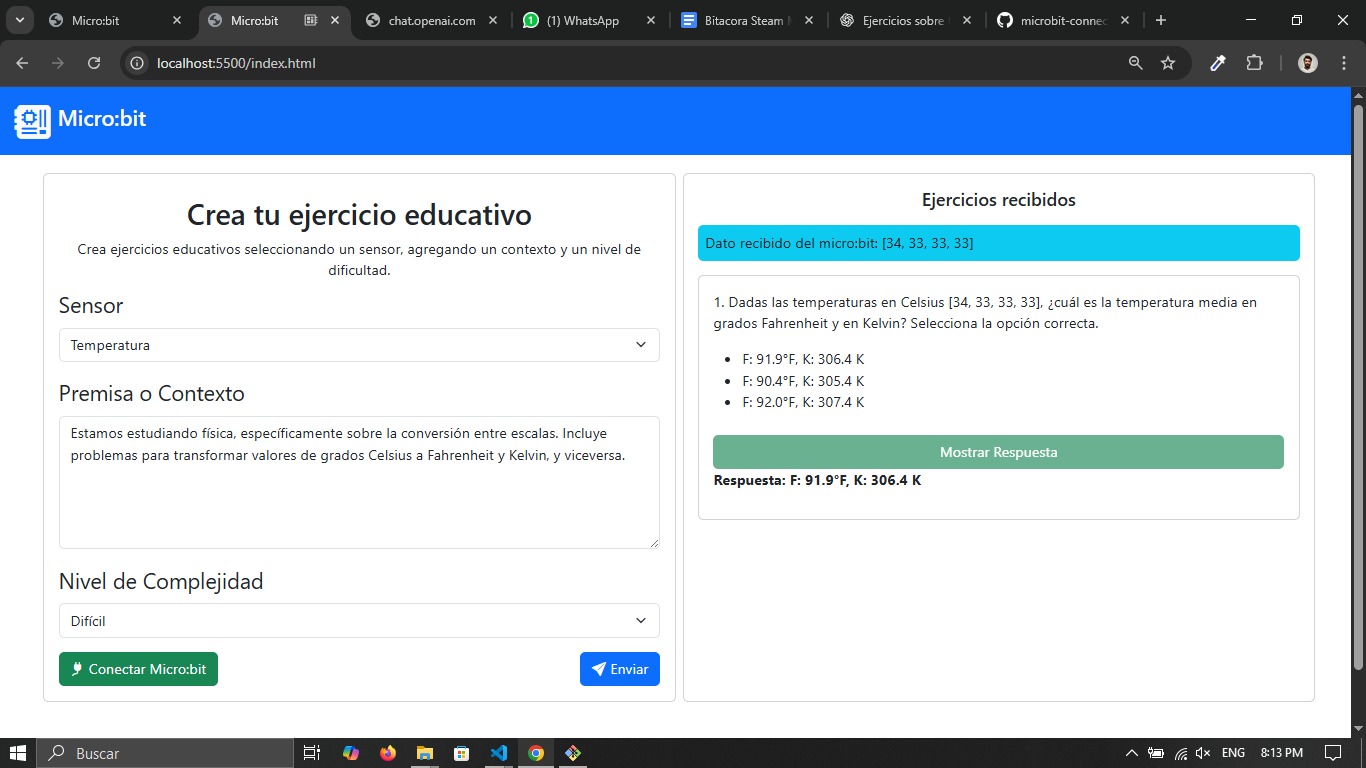 Micro:bit
Micro:bit
chat.openai.com
(1) WhatsApp
Bitacora Steam
Ejercicios sobre
microbit-connec
localhost:5500/index.html
Micro:bit
Crea tu ejercicio educativo
Crea ejercicios educativos seleccionando un sensor, agregando un contexto y un nivel de
dificultad.
Sensor
Temperatura
Premisa o Contexto
Estamos estudiando física, específicamente sobre la conversión entre escalas. Incluye
problemas para transformar valores de grados Celsius a Fahrenheit y Kelvin, y viceversa.
Nivel de Complejidad
Difícil
Conectar Micro:bit
Enviar
Ejercicios recibidos
Dato recibido del micro:bit: [34, 33, 33, 33]
1. Dadas las temperaturas en Celsius [34, 33, 33, 33], ¿cuál es la temperatura media en
grados Fahrenheit y en Kelvin? Selecciona la opción correcta.
F: 91.9°F, K: 306.4 K
F: 90.4°F, K: 305.4 K
F: 92.0°F, K: 307.4 K
Mostrar Respuesta
Respuesta: F: 91.9°F, K: 306.4 K
Buscar
ENG
8:13 PM